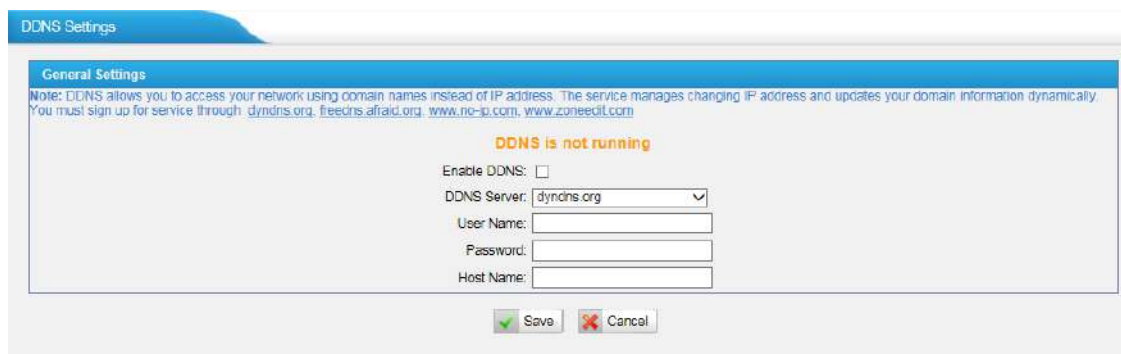 DDNS Settings
General Settings
Note: DDNS allows you to access your network using domain names instead of IP address. The service manages changing IP address and updates your domain information dynamically.
You must sign up for service through dyndns.org, freedns.afraid.org, www.no-ip.com, www.zoneedit.com
DDNS is not running
Enable DDNS:
DDNS Server: dyndns.org
User Name:
Password:
Host Name:
Save Cancel